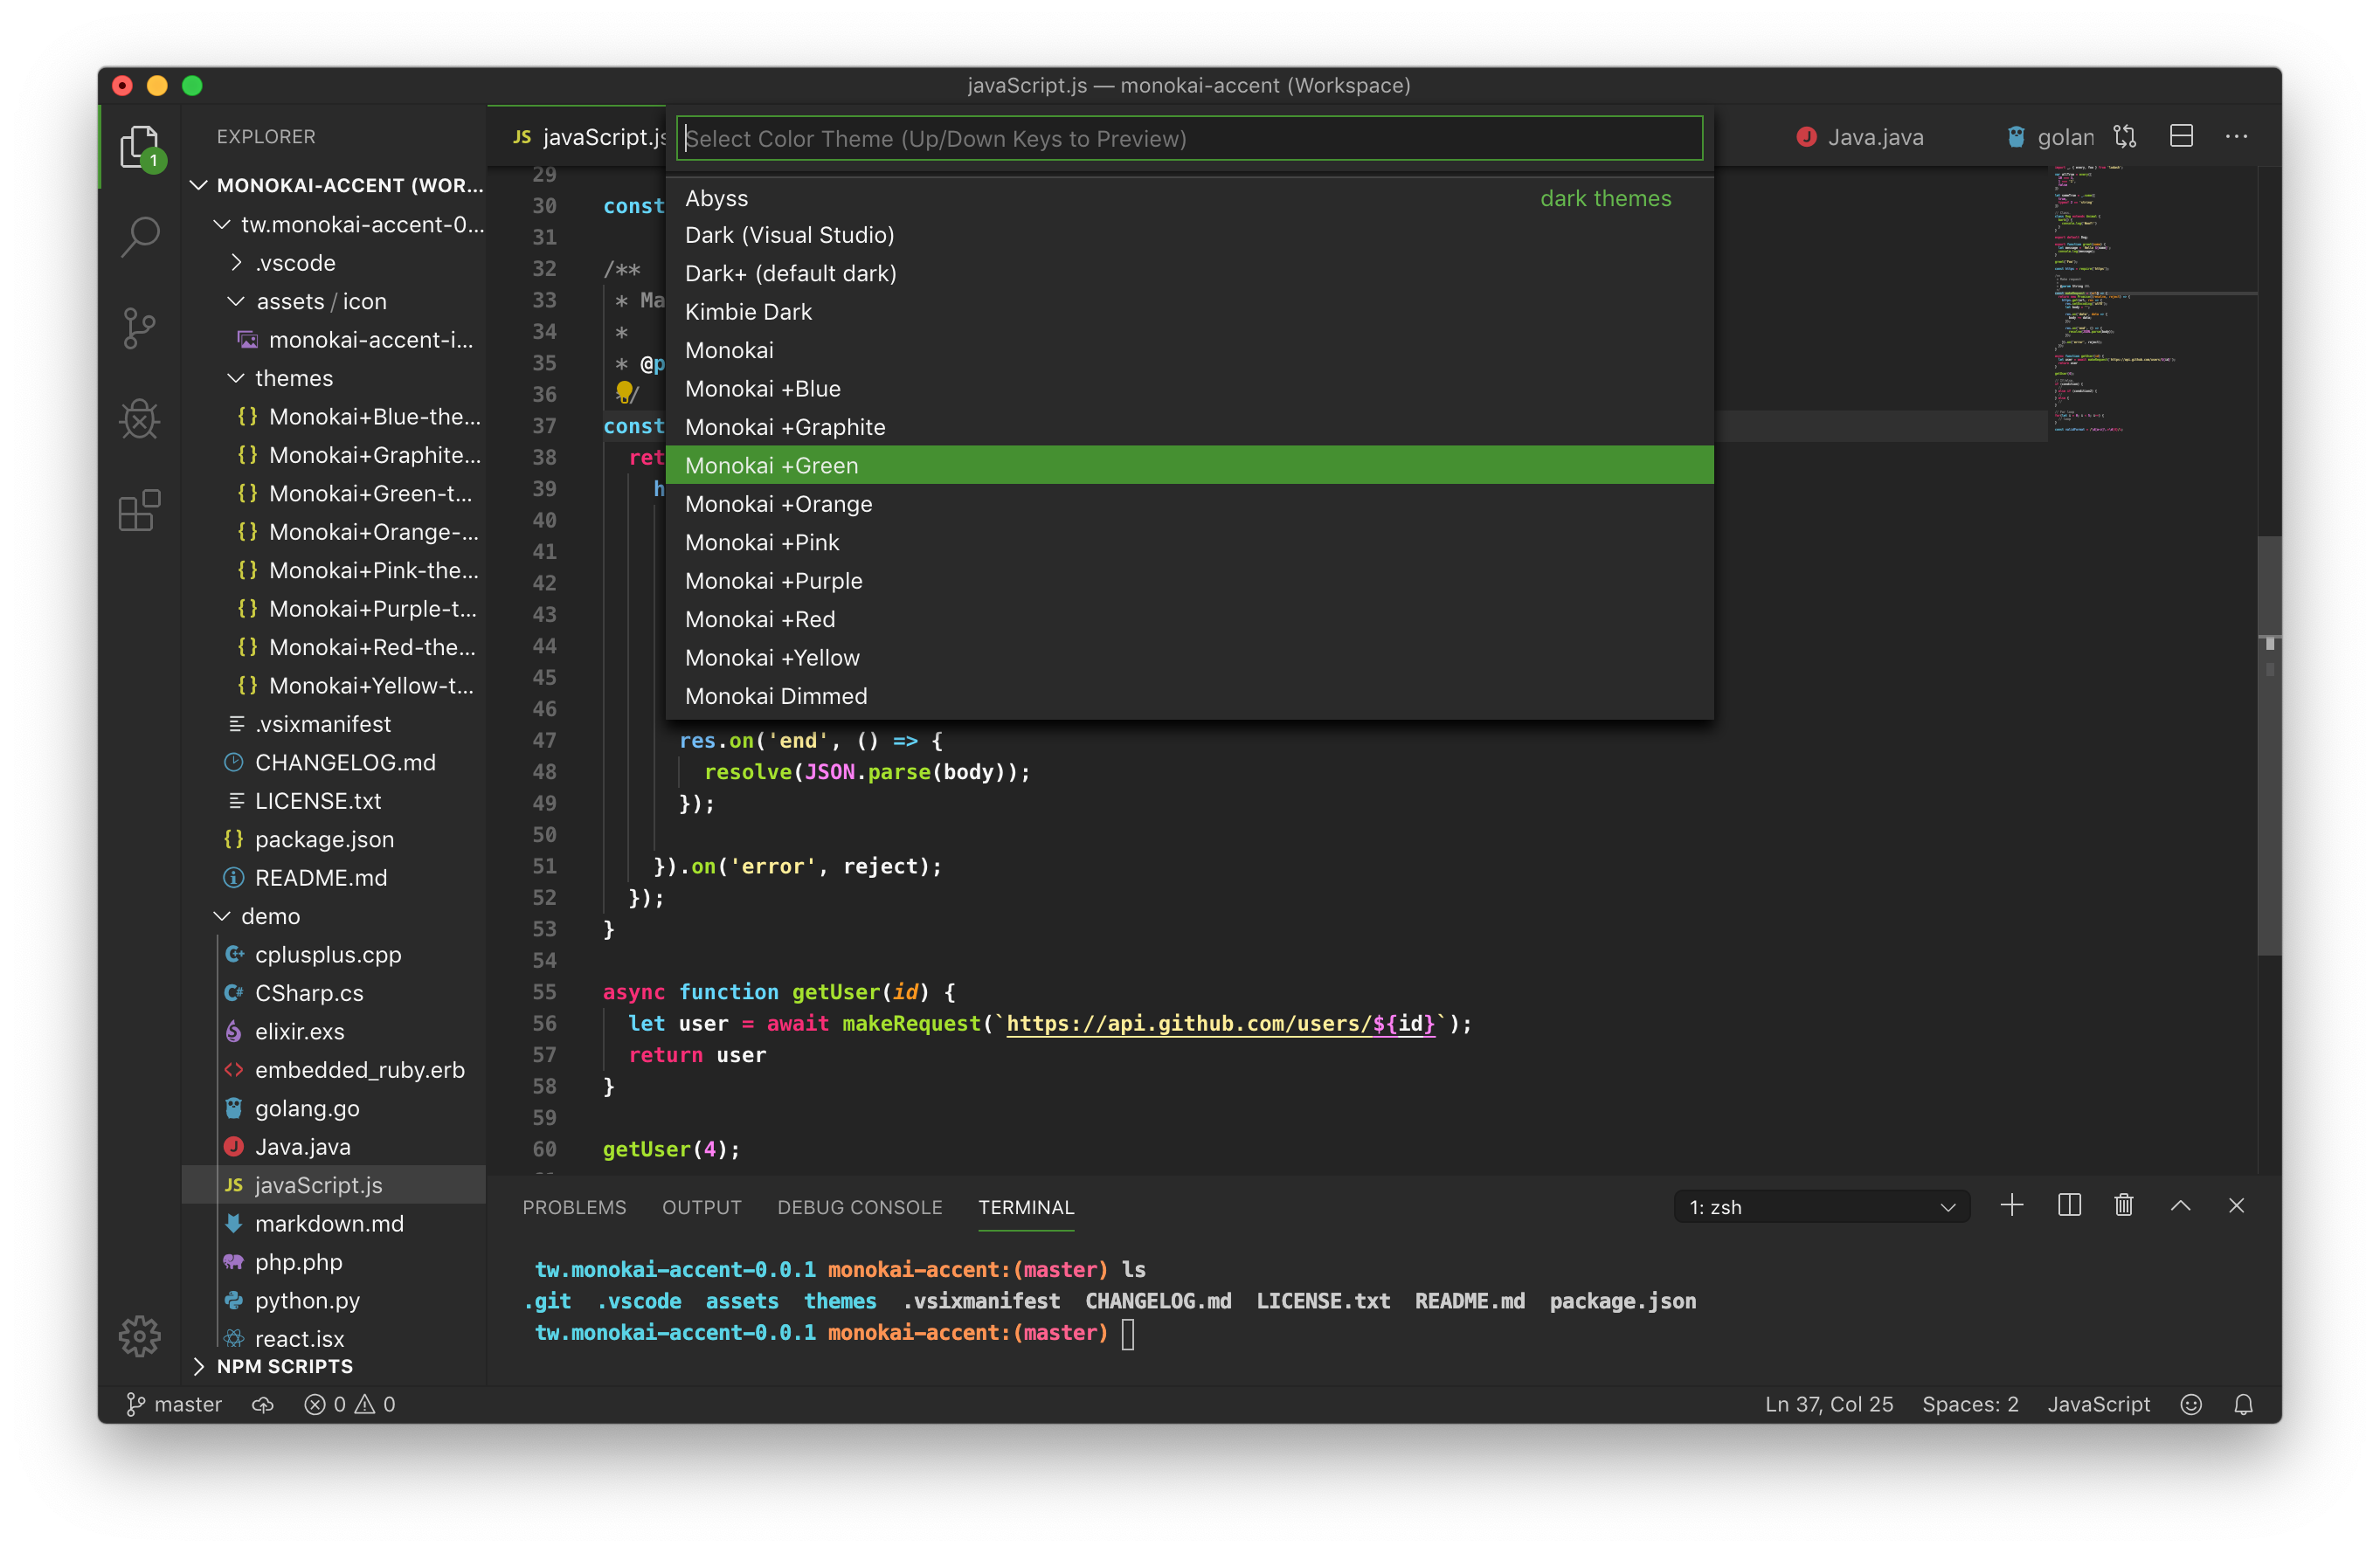 javaScript.js — monokai-accent (Workspace)
EXPLORER
1
MONOKAI-ACCENT (WOR...
tw.monokai-accent-0...
.vscode
assets / icon
monokai-accent-i...
themes
{} Monokai+Blue-the...
{} Monokai+Graphite...
{} Monokai+Green-t...
{} Monokai+Orange-...
{} Monokai+Pink-the...
{} Monokai+Purple-t...
{} Monokai+Red-the...
{} Monokai+Yellow-t...
.vsixmanifest
CHANGELOG.md
LICENSE.txt
{} package.json
README.md
demo
cplusplus.cpp
CSharp.cs
elixir.exs
embedded_ruby.erb
golang.go
Java.java
JS javaScript.js
markdown.md
php.php
python.py
react.jsx
NPM SCRIPTS
JS javaScript.js
Java.java
golan
Select Color Theme (Up/Down Keys to Preview)
Abyss dark themes
Dark (Visual Studio)
Dark+ (default dark)
Kimbie Dark
Monokai
Monokai +Blue
Monokai +Graphite
Monokai +Green
Monokai +Orange
Monokai +Pink
Monokai +Purple
Monokai +Red
Monokai +Yellow
Monokai Dimmed
29
30 const
31
32 /**
33 * Ma
34 *
35 * @p
36 */
37 const
38 ret
39 h
40
41
42
43
44
45
46
47 res.on('end', () => {
48 resolve(JSON.parse(body));
49 });
50
51 }).on('error', reject);
52 });
53 }
54
55 async function getUser(id) {
56 let user = await makeRequest(`https://api.github.com/users/${id}`);
57 return user
58 }
59
60 getUser(4);
PROBLEMS OUTPUT DEBUG CONSOLE TERMINAL
1: zsh
tw.monokai-accent-0.0.1 monokai-accent:(master) ls
.git .vscode assets themes .vsixmanifest CHANGELOG.md LICENSE.txt README.md package.json
tw.monokai-accent-0.0.1 monokai-accent:(master)
master 0 0
Ln 37, Col 25 Spaces: 2 JavaScript